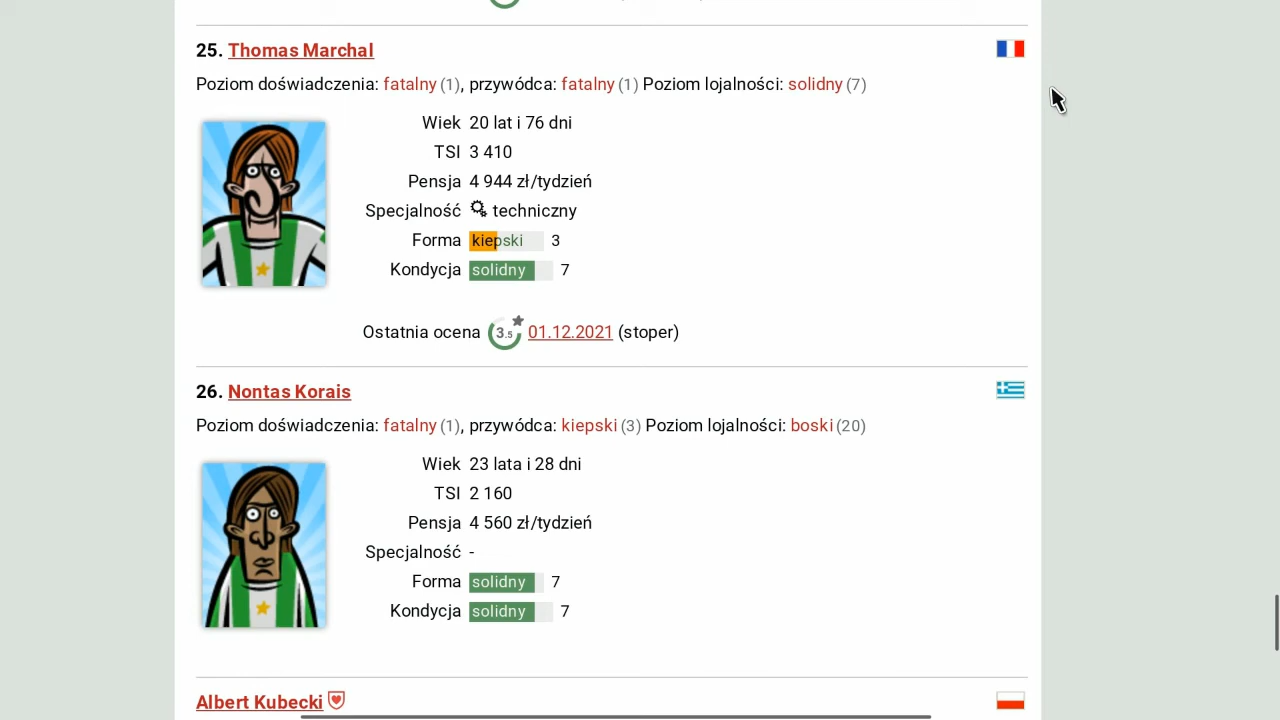 25. Thomas Marchal
Poziom doświadczenia: fatalny (1), przywódca: fatalny (1) Poziom lojalności: solidny (7)
Wiek 20 lat i 76 dni
TSI 3 410
Pensja 4 944 zł/tydzień
Specjalność techniczny
Forma kiepski 3
Kondycja solidny 7
Ostatnia ocena 3.5 01.12.2021 (stoper)
26. Nontas Korais
Poziom doświadczenia: fatalny (1), przywódca: kiepski (3) Poziom lojalności: boski (20)
Wiek 23 lata i 28 dni
TSI 2 160
Pensja 4 560 zł/tydzień
Specjalność -
Forma solidny 7
Kondycja solidny 7
Albert Kubecki